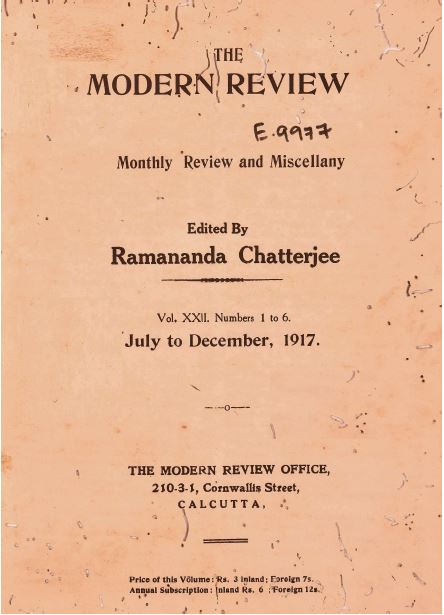 THE
MODERN REVIEW
E.9977
Monthly Review and Miscellany
Edited By
Ramananda Chatterjee
Vol. XXII. Numbers 1 to 6.
July to December, 1917.
THE MODERN REVIEW OFFICE,
210-3-1, Cornwallis Street,
CALCUTTA.
Price of this Volume: Rs. 3 Inland; Foreign 7s.
Annual Subscription: Inland Rs. 6 ; Foreign 12s.